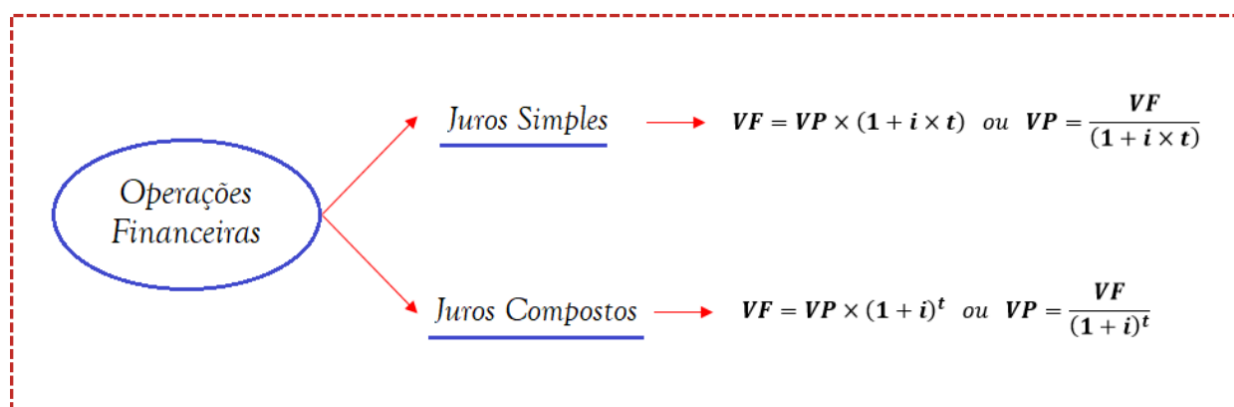 Operações
Financeiras
Juros Simples
VF = VP × (1 + i × t) ou VP = VF / (1 + i × t)
Juros Compostos
VF = VP × (1 + i)^t ou VP = VF / (1 + i)^t